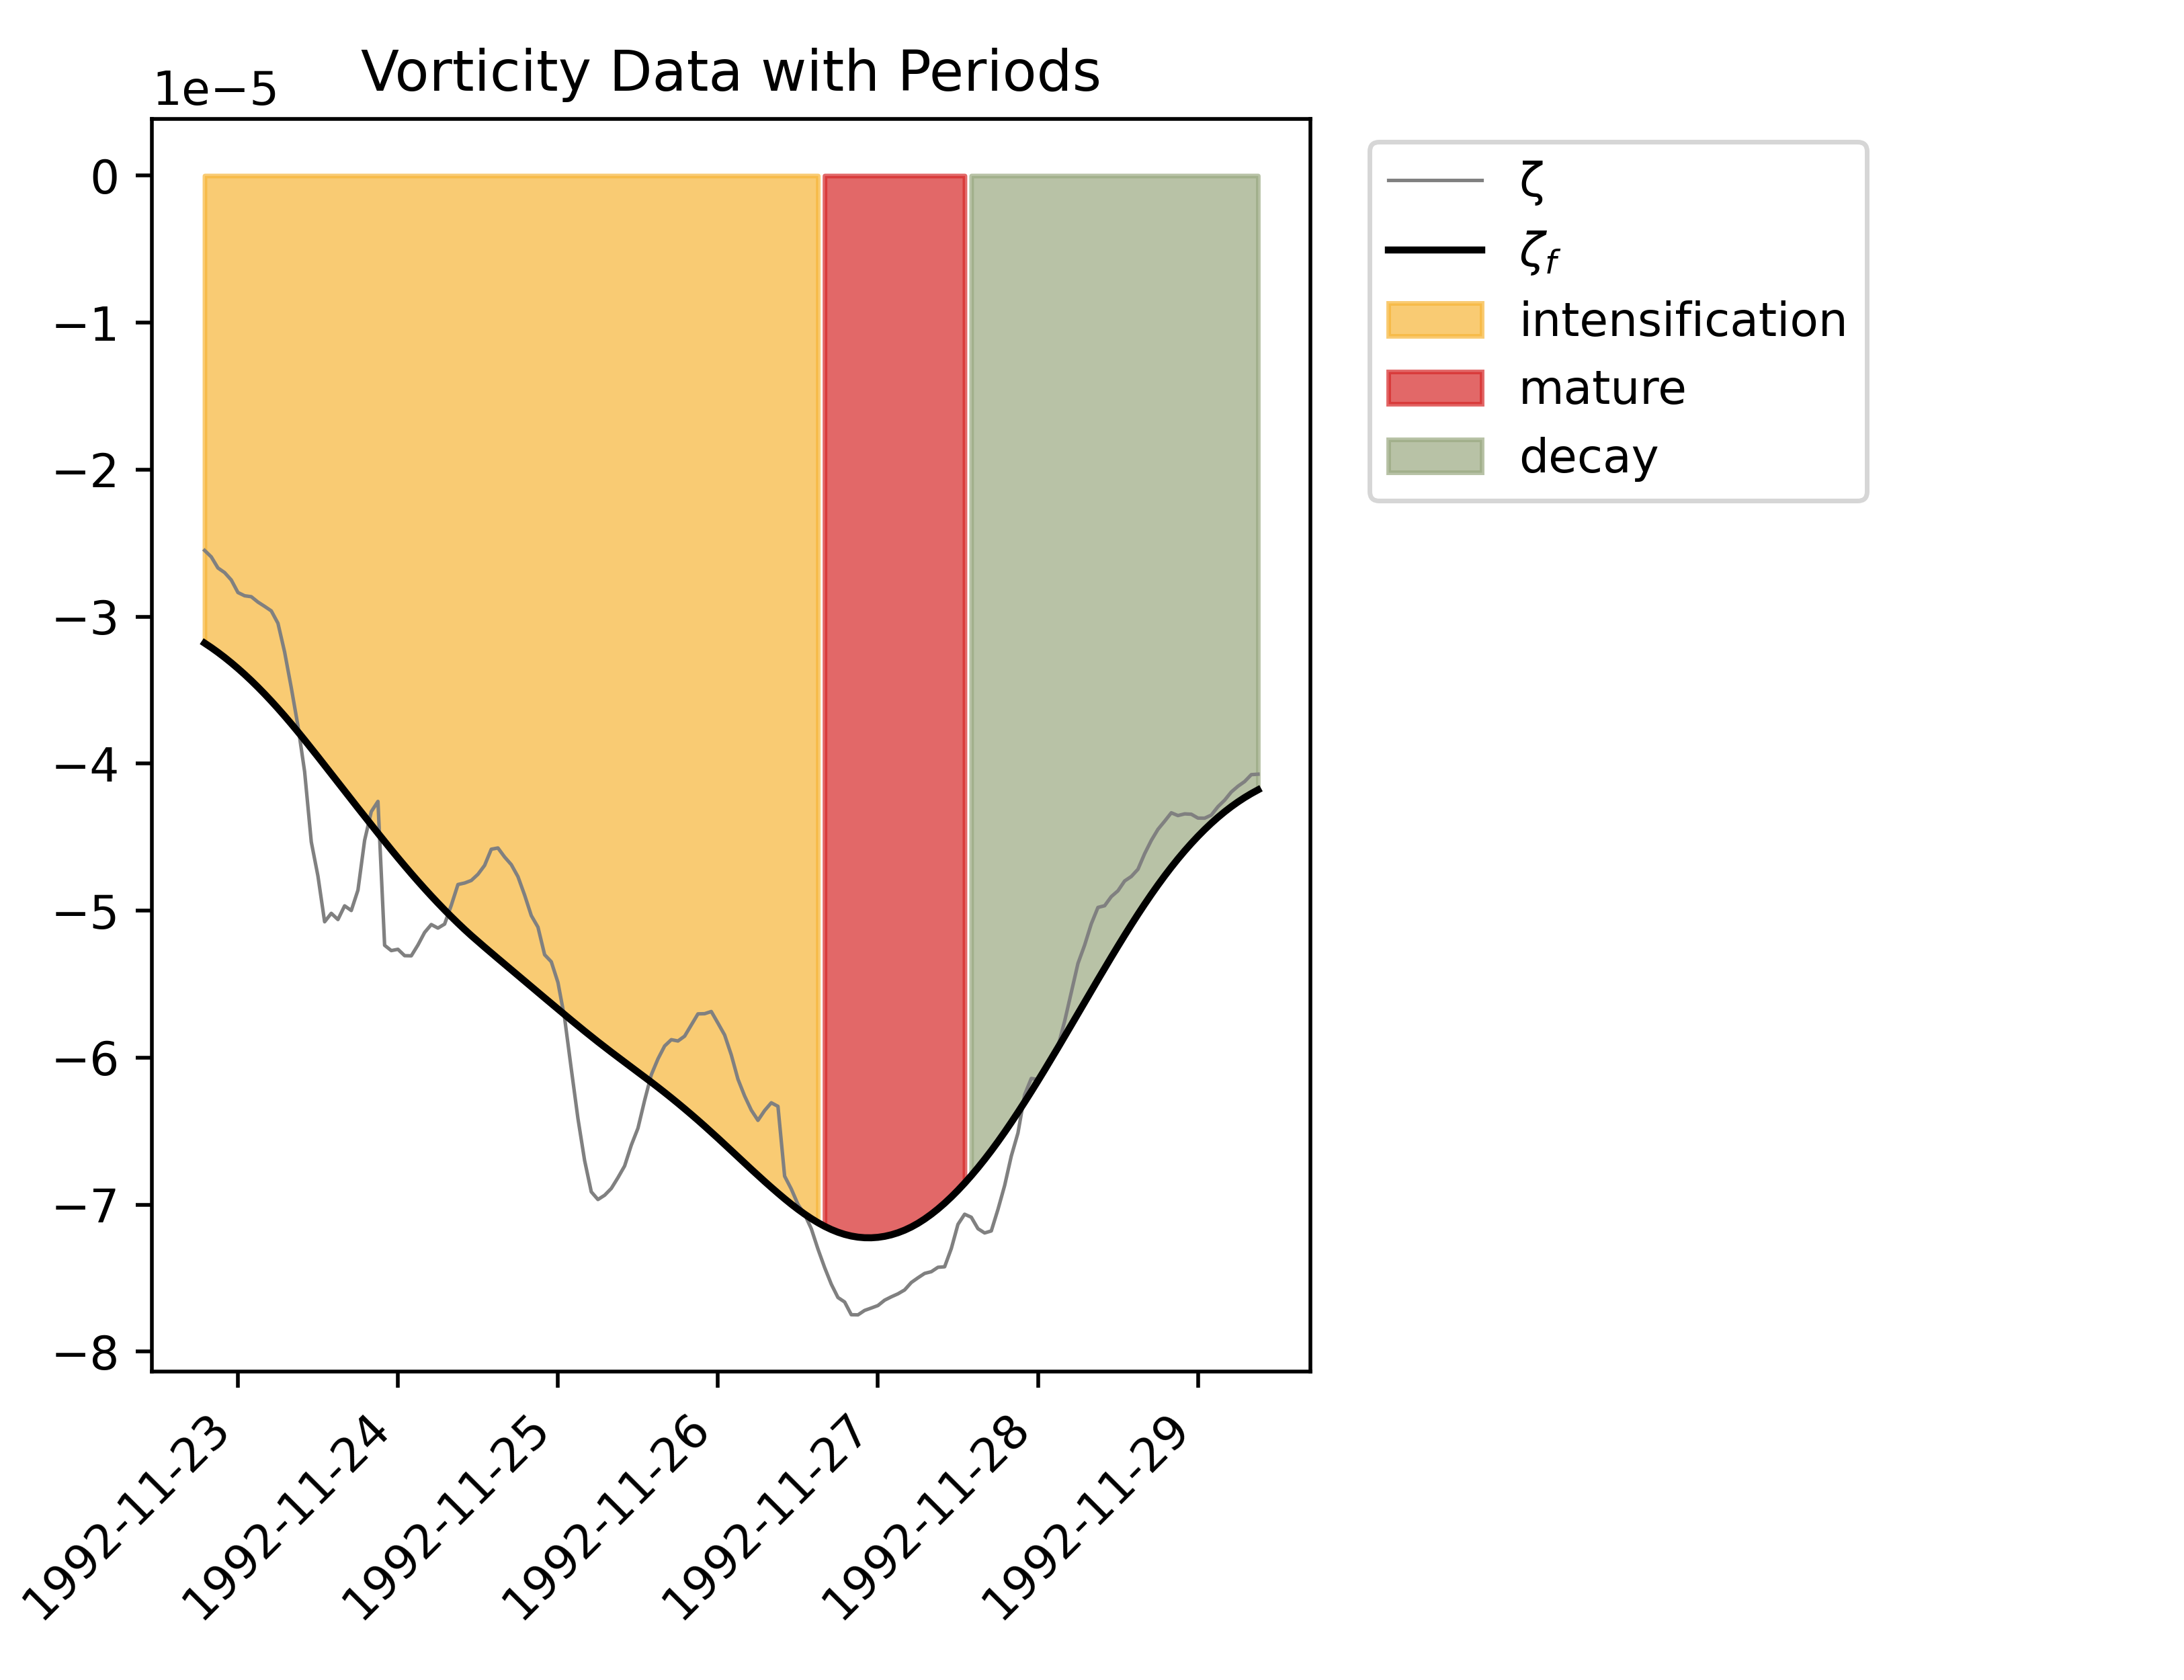 Vorticity Data with Periods
1e−5
0
−1
−2
−3
−4
−5
−6
−7
−8
1992-11-23
1992-11-24
1992-11-25
1992-11-26
1992-11-27
1992-11-28
1992-11-29
ζ
ζf
intensification
mature
decay